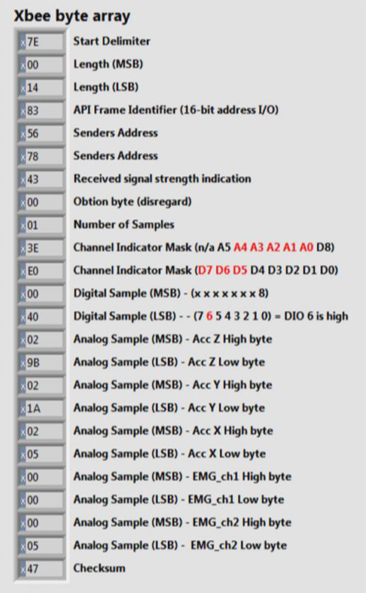 Xbee byte array
x 7E Start Delimiter
x 00 Length (MSB)
x 14 Length (LSB)
x 83 API Frame Identifier (16-bit address I/O)
x 56 Senders Address
x 78 Senders Address
x 43 Received signal strength indication
x 00 Obtion byte (disregard)
x 01 Number of Samples
x 3E Channel Indicator Mask (n/a A5 A4 A3 A2 A1 A0 D8)
x E0 Channel Indicator Mask (D7 D6 D5 D4 D3 D2 D1 D0)
x 00 Digital Sample (MSB) - (x x x x x x x 8)
x 40 Digital Sample (LSB) - - (7 6 5 4 3 2 1 0) = DIO 6 is high
x 02 Analog Sample (MSB) - Acc Z High byte
x 9B Analog Sample (LSB) - Acc Z Low byte
x 02 Analog Sample (MSB) - Acc Y High byte
x 1A Analog Sample (LSB) - Acc Y Low byte
x 02 Analog Sample (MSB) - Acc X High byte
x 05 Analog Sample (LSB) - Acc X Low byte
x 00 Analog Sample (MSB) - EMG_ch1 High byte
x 00 Analog Sample (LSB) - EMG_ch1 Low byte
x 00 Analog Sample (MSB) - EMG_ch2 High byte
x 05 Analog Sample (LSB) - EMG_ch2 Low byte
x 47 Checksum